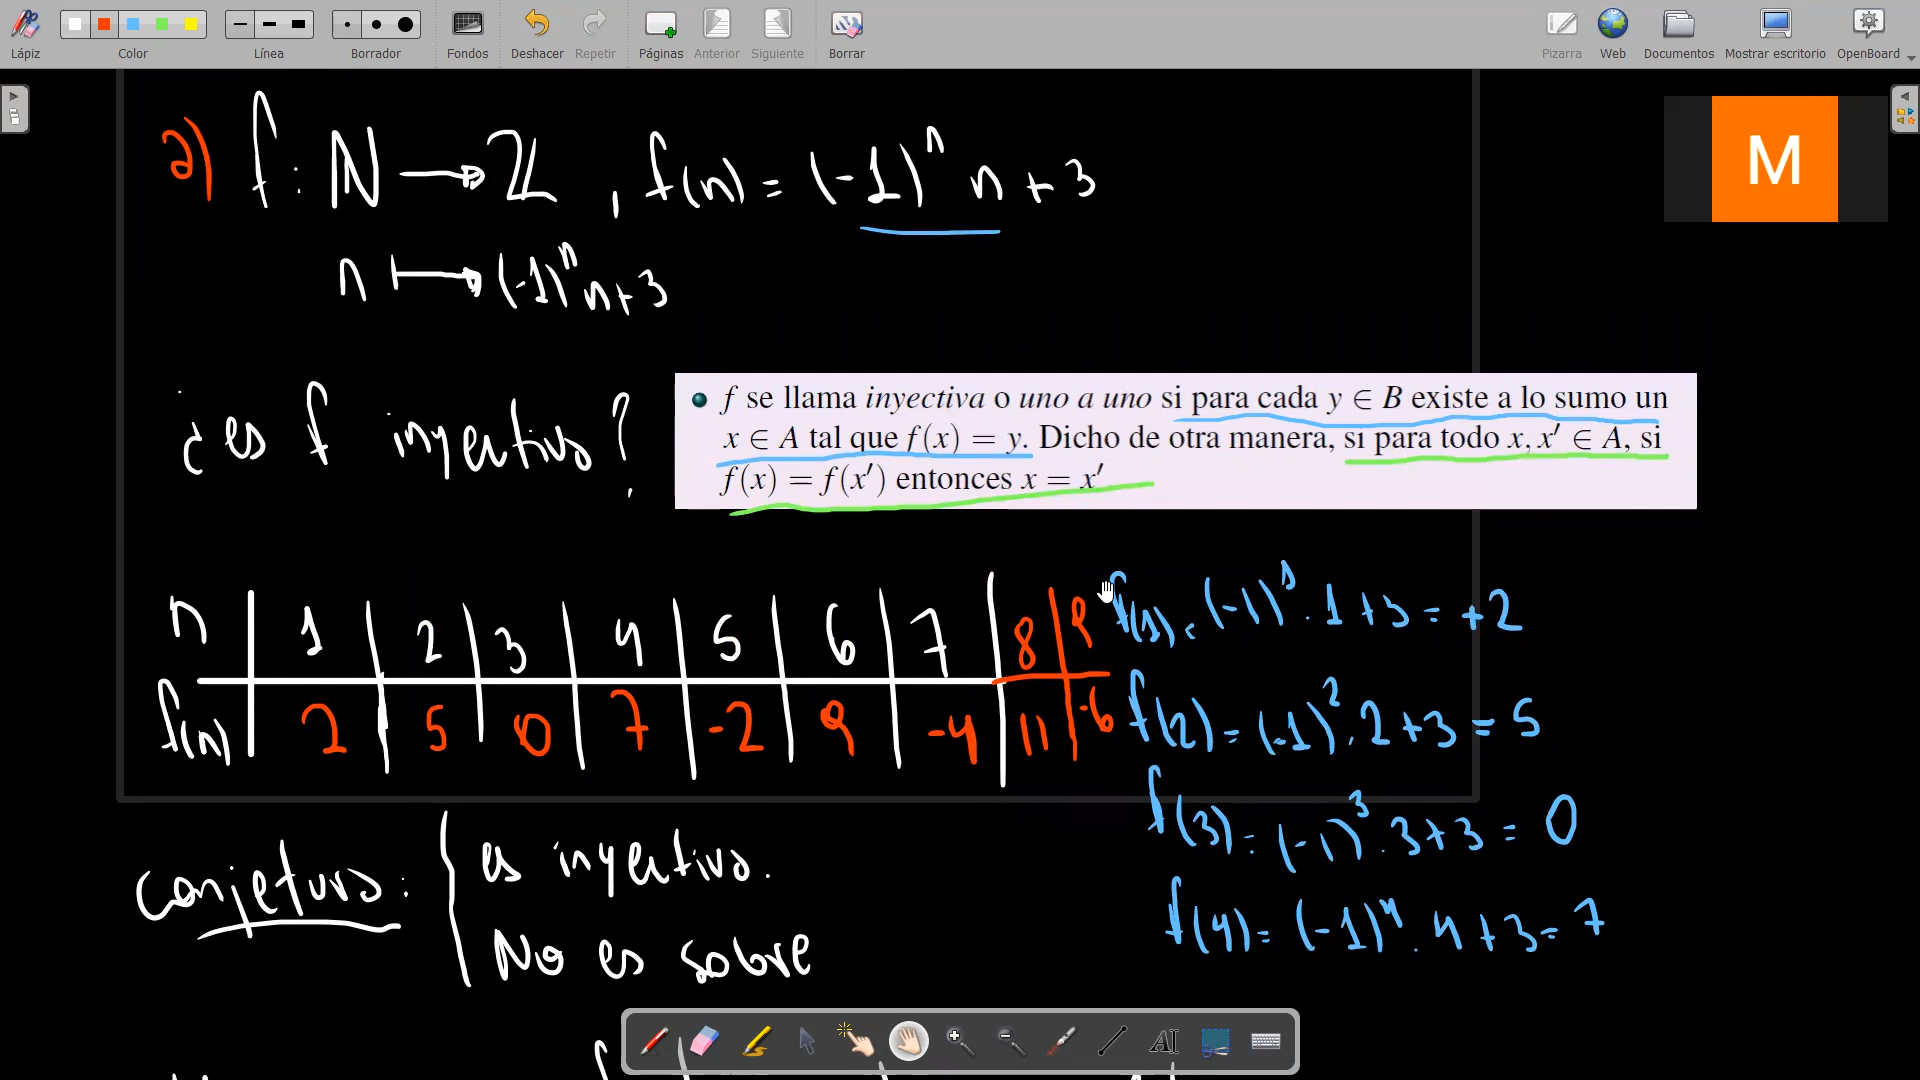 Lápiz Color Línea Borrador Fondos Deshacer Repetir Páginas Anterior Siguiente Borrar Pizarra Web Documentos Mostrar escritorio OpenBoard
M
a) f : ℕ → ℤ , f(n) = (-1)^n n + 3
n ↦ (-1)^n n + 3
¿es f inyectiva?
f se llama inyectiva o uno a uno si para cada y ∈ B existe a lo sumo un
x ∈ A tal que f(x) = y. Dicho de otra manera, si para todo x, x′ ∈ A, si
f(x) = f(x′) entonces x = x′
n 1 2 3 4 5 6 7 8 9
f(n) 2 5 0 7 -2 9 -4 11 -6
f(1) = (-1)^1 . 1 + 3 = +2
f(2) = (-1)^2 . 2 + 3 = 5
f(3) = (-1)^3 . 3 + 3 = 0
f(4) = (-1)^4 . 4 + 3 = 7
Conjetura: es inyectiva.
No es sobre
AI